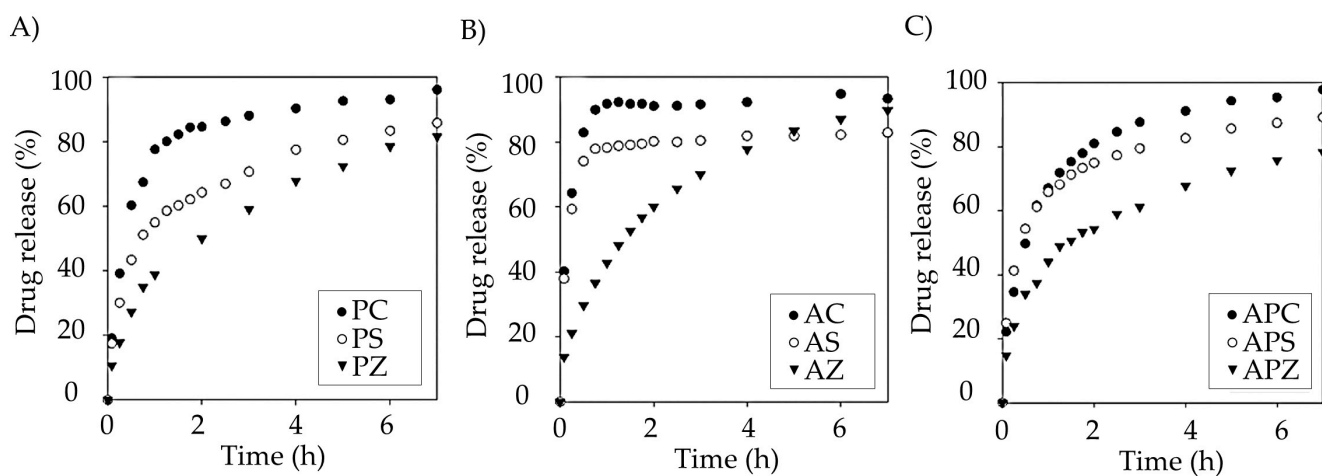 A)
100
80
60
40
20
0
Drug release (%)
PC
PS
PZ
0 2 4 6
Time (h)
B)
100
80
60
40
20
0
Drug release (%)
AC
AS
AZ
0 2 4 6
Time (h)
C)
100
80
60
40
20
0
Drug release (%)
APC
APS
APZ
0 2 4 6
Time (h)